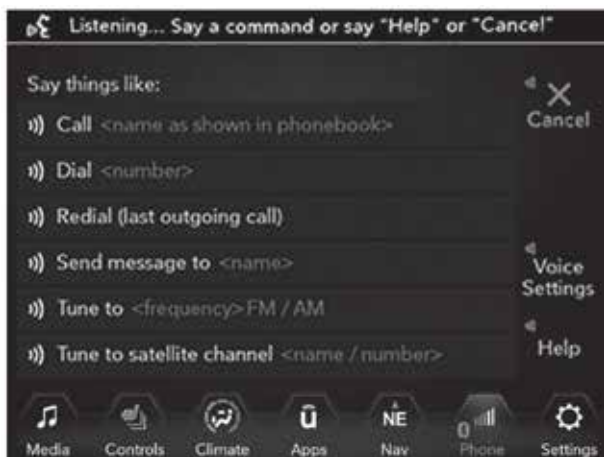 Listening... Say a command or say "Help" or "Cancel"
Say things like:
Call <name as shown in phonebook>
Dial <number>
Redial (last outgoing call)
Send message to <name>
Tune to <frequency> FM / AM
Tune to satellite channel <name / number>
Cancel
Voice
Settings
Help
ū
NE
0
Media Controls Climate Apps Nav Phone Settings